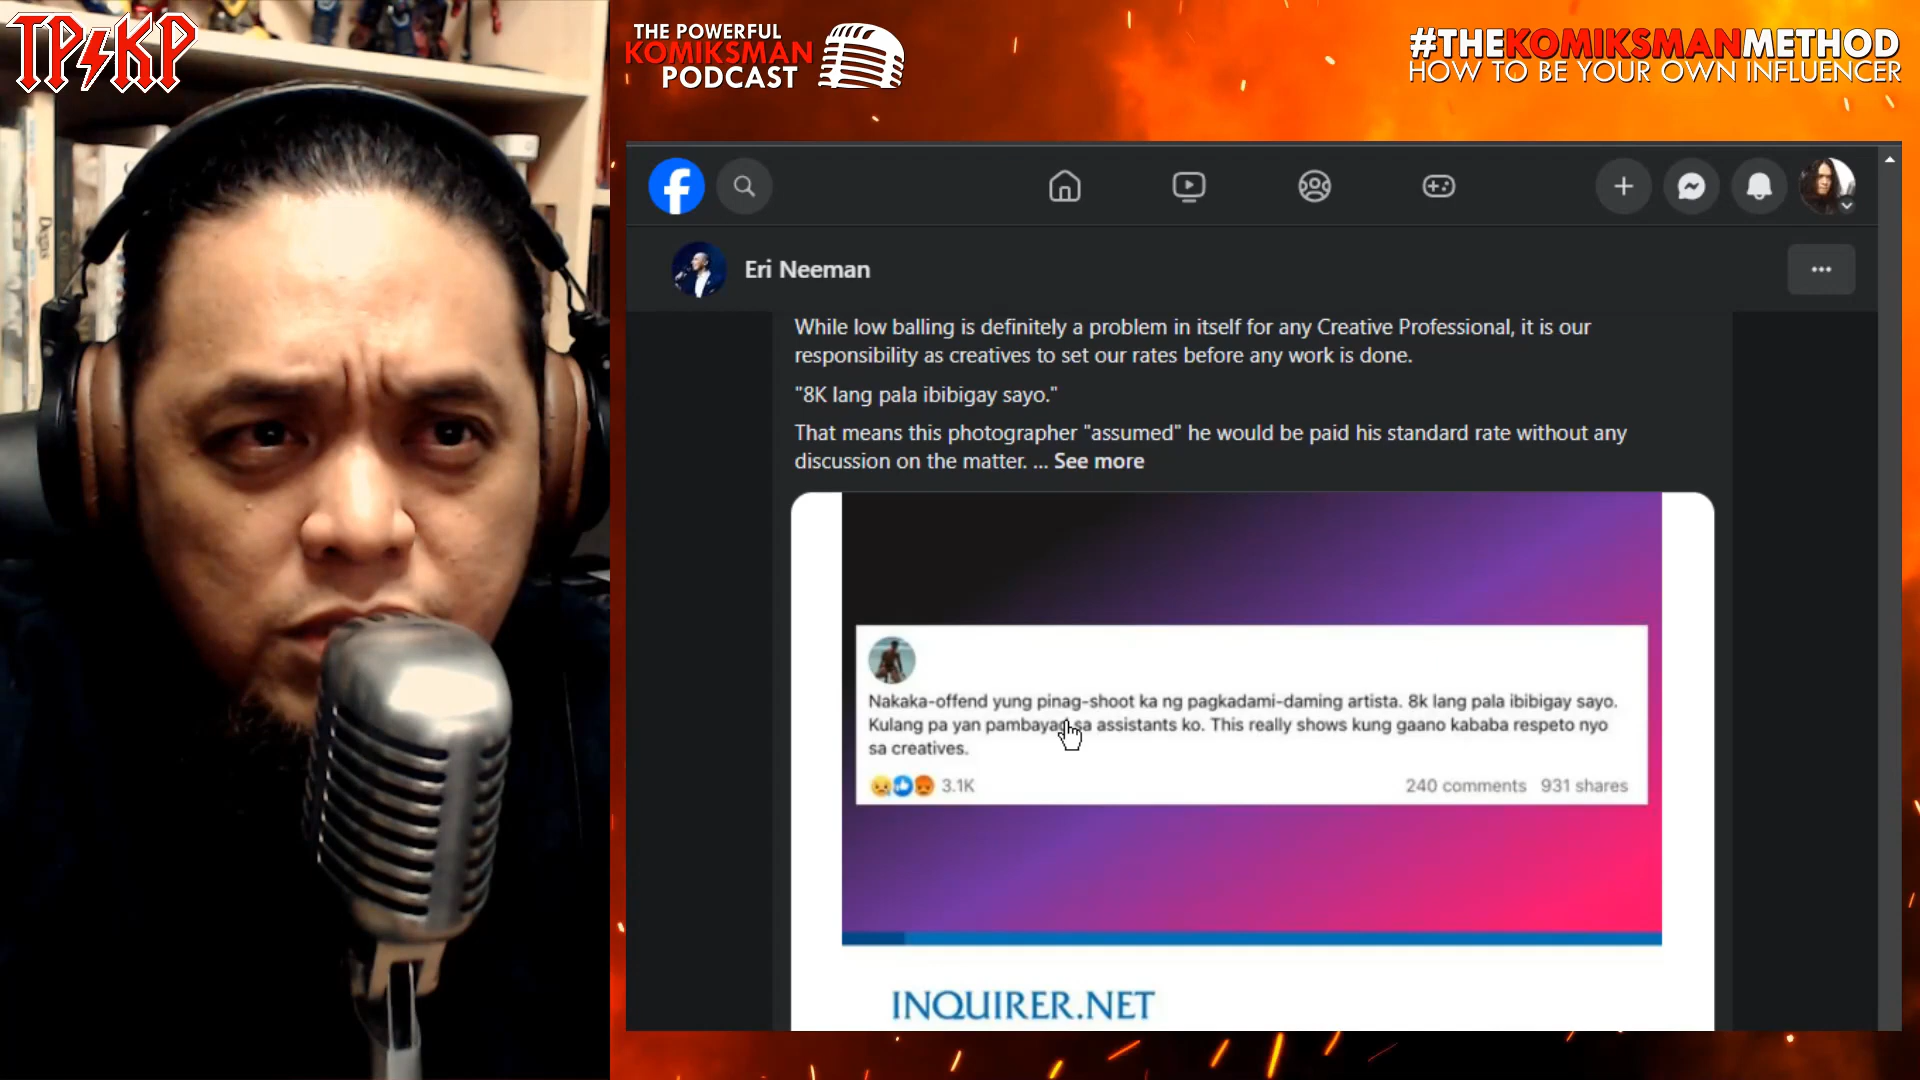 TP⚡KP
THE POWERFUL
KOMIKSMAN
PODCAST
#THEKOMIKSMANMETHOD
HOW TO BE YOUR OWN INFLUENCER
Eri Neeman
While low balling is definitely a problem in itself for any Creative Professional, it is our
responsibility as creatives to set our rates before any work is done.
"8K lang pala ibibigay sayo."
That means this photographer "assumed" he would be paid his standard rate without any
discussion on the matter. ... See more
Nakaka-offend yung pinag-shoot ka ng pagkadami-daming artista. 8k lang pala ibibigay sayo.
Kulang pa yan pambayad sa assistants ko. This really shows kung gaano kababa respeto nyo
sa creatives.
3.1K
240 comments 931 shares
INQUIRER.NET